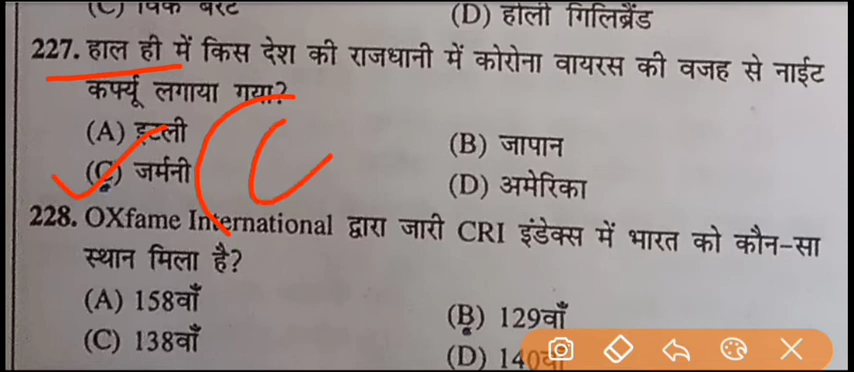 (C) पिंक बैरेट (D) होली गिलिब्रैंड
227. हाल ही में किस देश की राजधानी में कोरोना वायरस की वजह से नाईट
कर्फ्यू लगाया गया?
(A) इटली (B) जापान
(C) जर्मनी (D) अमेरिका
228. OXfame International द्वारा जारी CRI इंडेक्स में भारत को कौन-सा
स्थान मिला है?
(A) 158वाँ (B) 129वाँ
(C) 138वाँ (D) 140वाँ